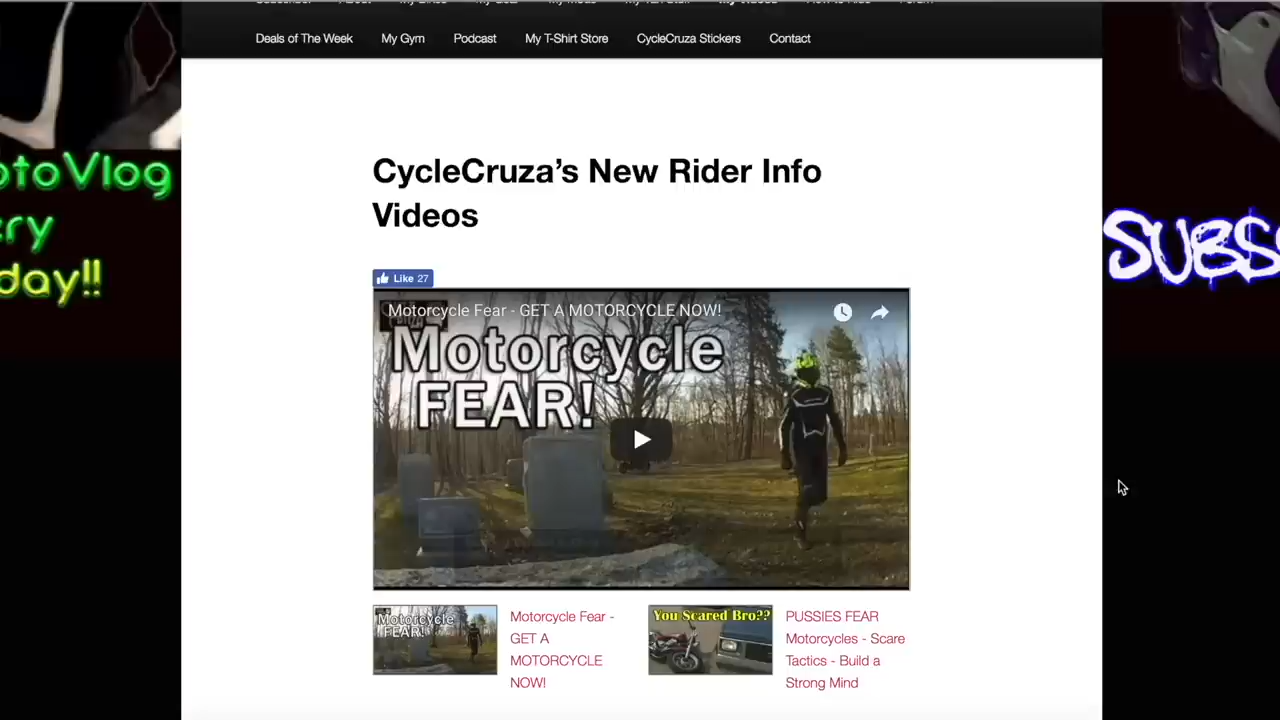 Deals of The Week My Gym Podcast My T-Shirt Store CycleCruza Stickers Contact
otoVlog
ery
day!!
SUBS
CycleCruza's New Rider Info
Videos
Like 27
Motorcycle Fear - GET A MOTORCYCLE NOW!
Motorcycle
FEAR!
Motorcycle
FEAR!
Motorcycle Fear -
GET A
MOTORCYCLE
NOW!
You Scared Bro??
PUSSIES FEAR
Motorcycles - Scare
Tactics - Build a
Strong Mind